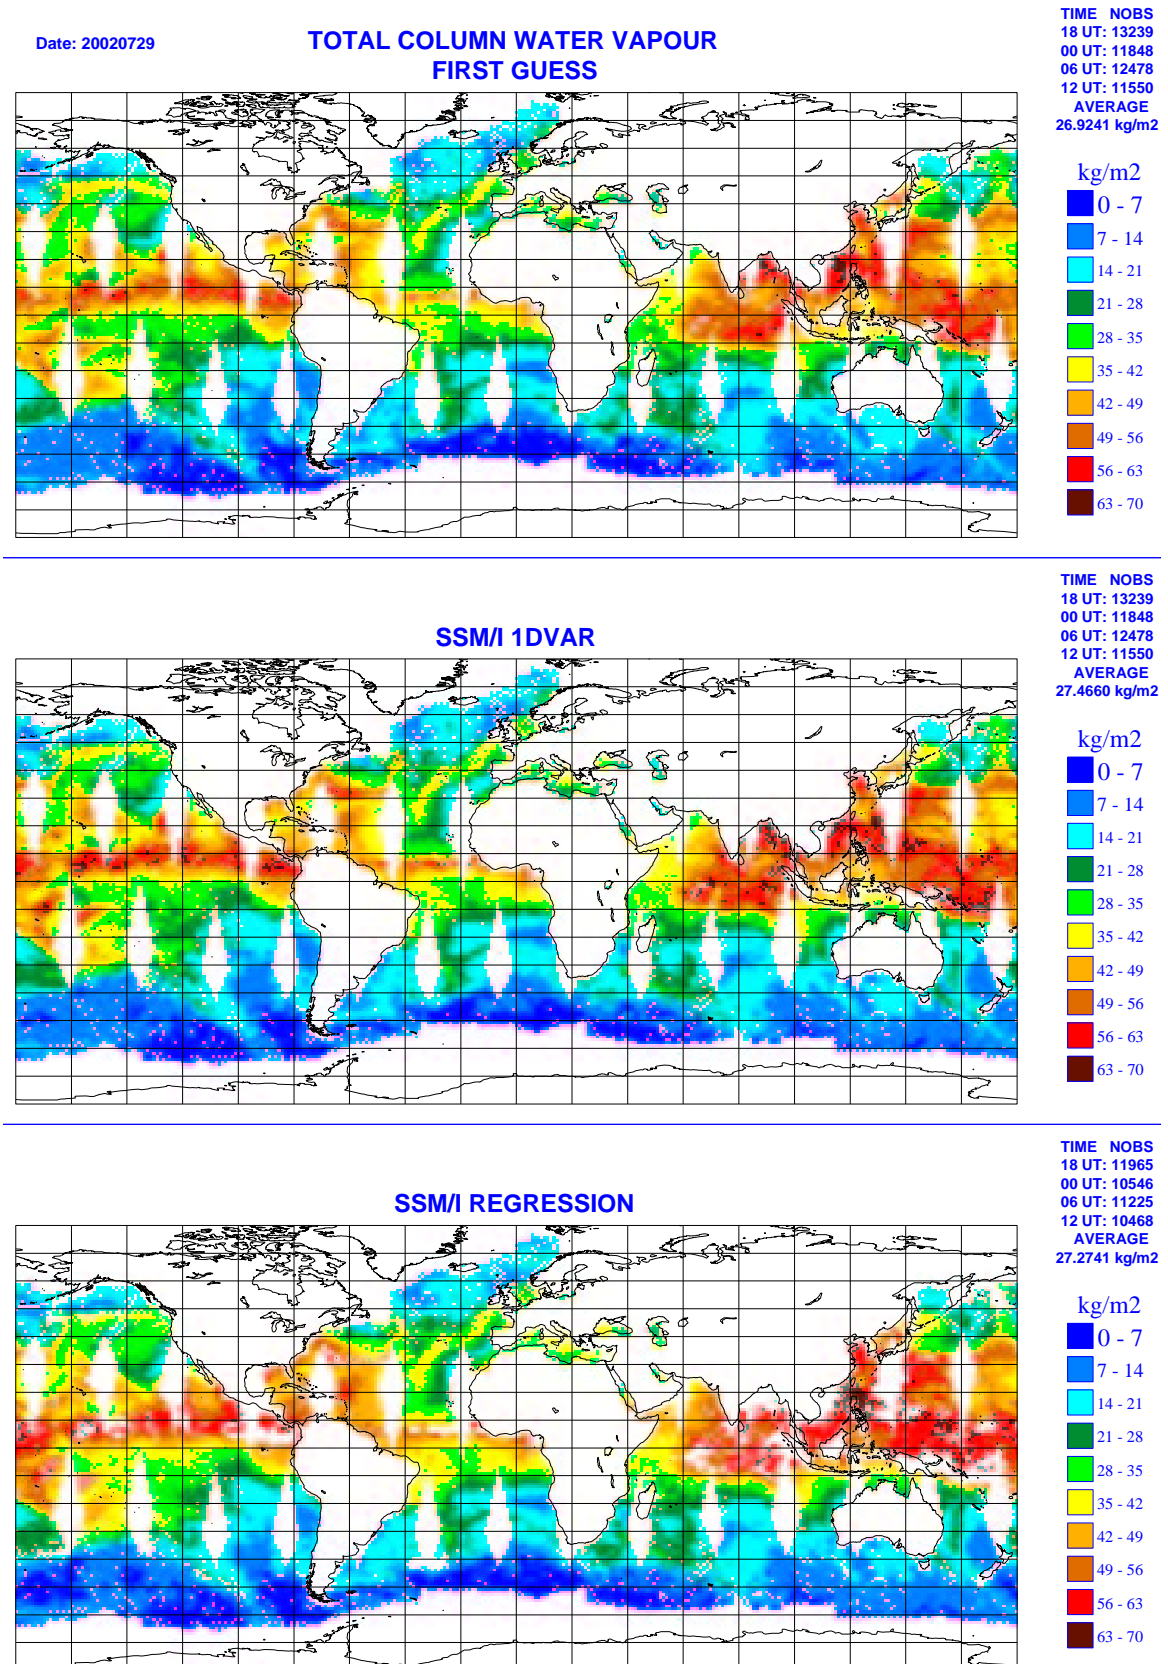 Date: 20020729
TOTAL COLUMN WATER VAPOUR
FIRST GUESS
TIME NOBS
18 UT: 13239
00 UT: 11848
06 UT: 12478
12 UT: 11550
AVERAGE
26.9241 kg/m2
kg/m2
0 - 7
7 - 14
14 - 21
21 - 28
28 - 35
35 - 42
42 - 49
49 - 56
56 - 63
63 - 70
SSM/I 1DVAR
TIME NOBS
18 UT: 13239
00 UT: 11848
06 UT: 12478
12 UT: 11550
AVERAGE
27.4660 kg/m2
kg/m2
0 - 7
7 - 14
14 - 21
21 - 28
28 - 35
35 - 42
42 - 49
49 - 56
56 - 63
63 - 70
SSM/I REGRESSION
TIME NOBS
18 UT: 11965
00 UT: 10546
06 UT: 11225
12 UT: 10468
AVERAGE
27.2741 kg/m2
kg/m2
0 - 7
7 - 14
14 - 21
21 - 28
28 - 35
35 - 42
42 - 49
49 - 56
56 - 63
63 - 70